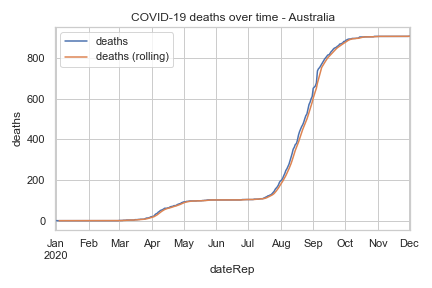 COVID-19 deaths over time - Australia
deaths
deaths (rolling)
deaths
800
600
400
200
0
Jan Feb Mar Apr May Jun Jul Aug Sep Oct Nov Dec
2020
dateRep